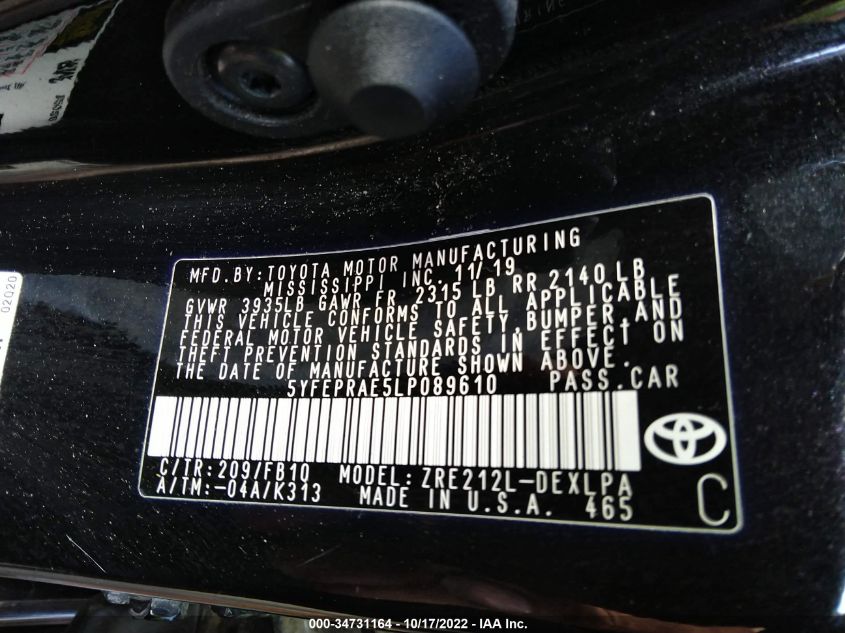 MFD. BY: TOYOTA MOTOR MANUFACTURING
MISSISSIPPI INC. 11/19
GVWR 3935LB GAWR FR 2315 LB RR 2140 LB
THIS VEHICLE CONFORMS TO ALL APPLICABLE
FEDERAL MOTOR VEHICLE SAFETY, BUMPER, AND
THEFT PREVENTION STANDARDS IN EFFECT ON
THE DATE OF MANUFACTURE SHOWN ABOVE.
5YFEPRAE5LP089610 PASS. CAR
C/TR: 209/FB10 MODEL: ZRE212L-DEXLPA
A/TM: -04A/K313 MADE IN U.S.A. 465
C
02020
000-34731164 - 10/17/2022 - IAA Inc.